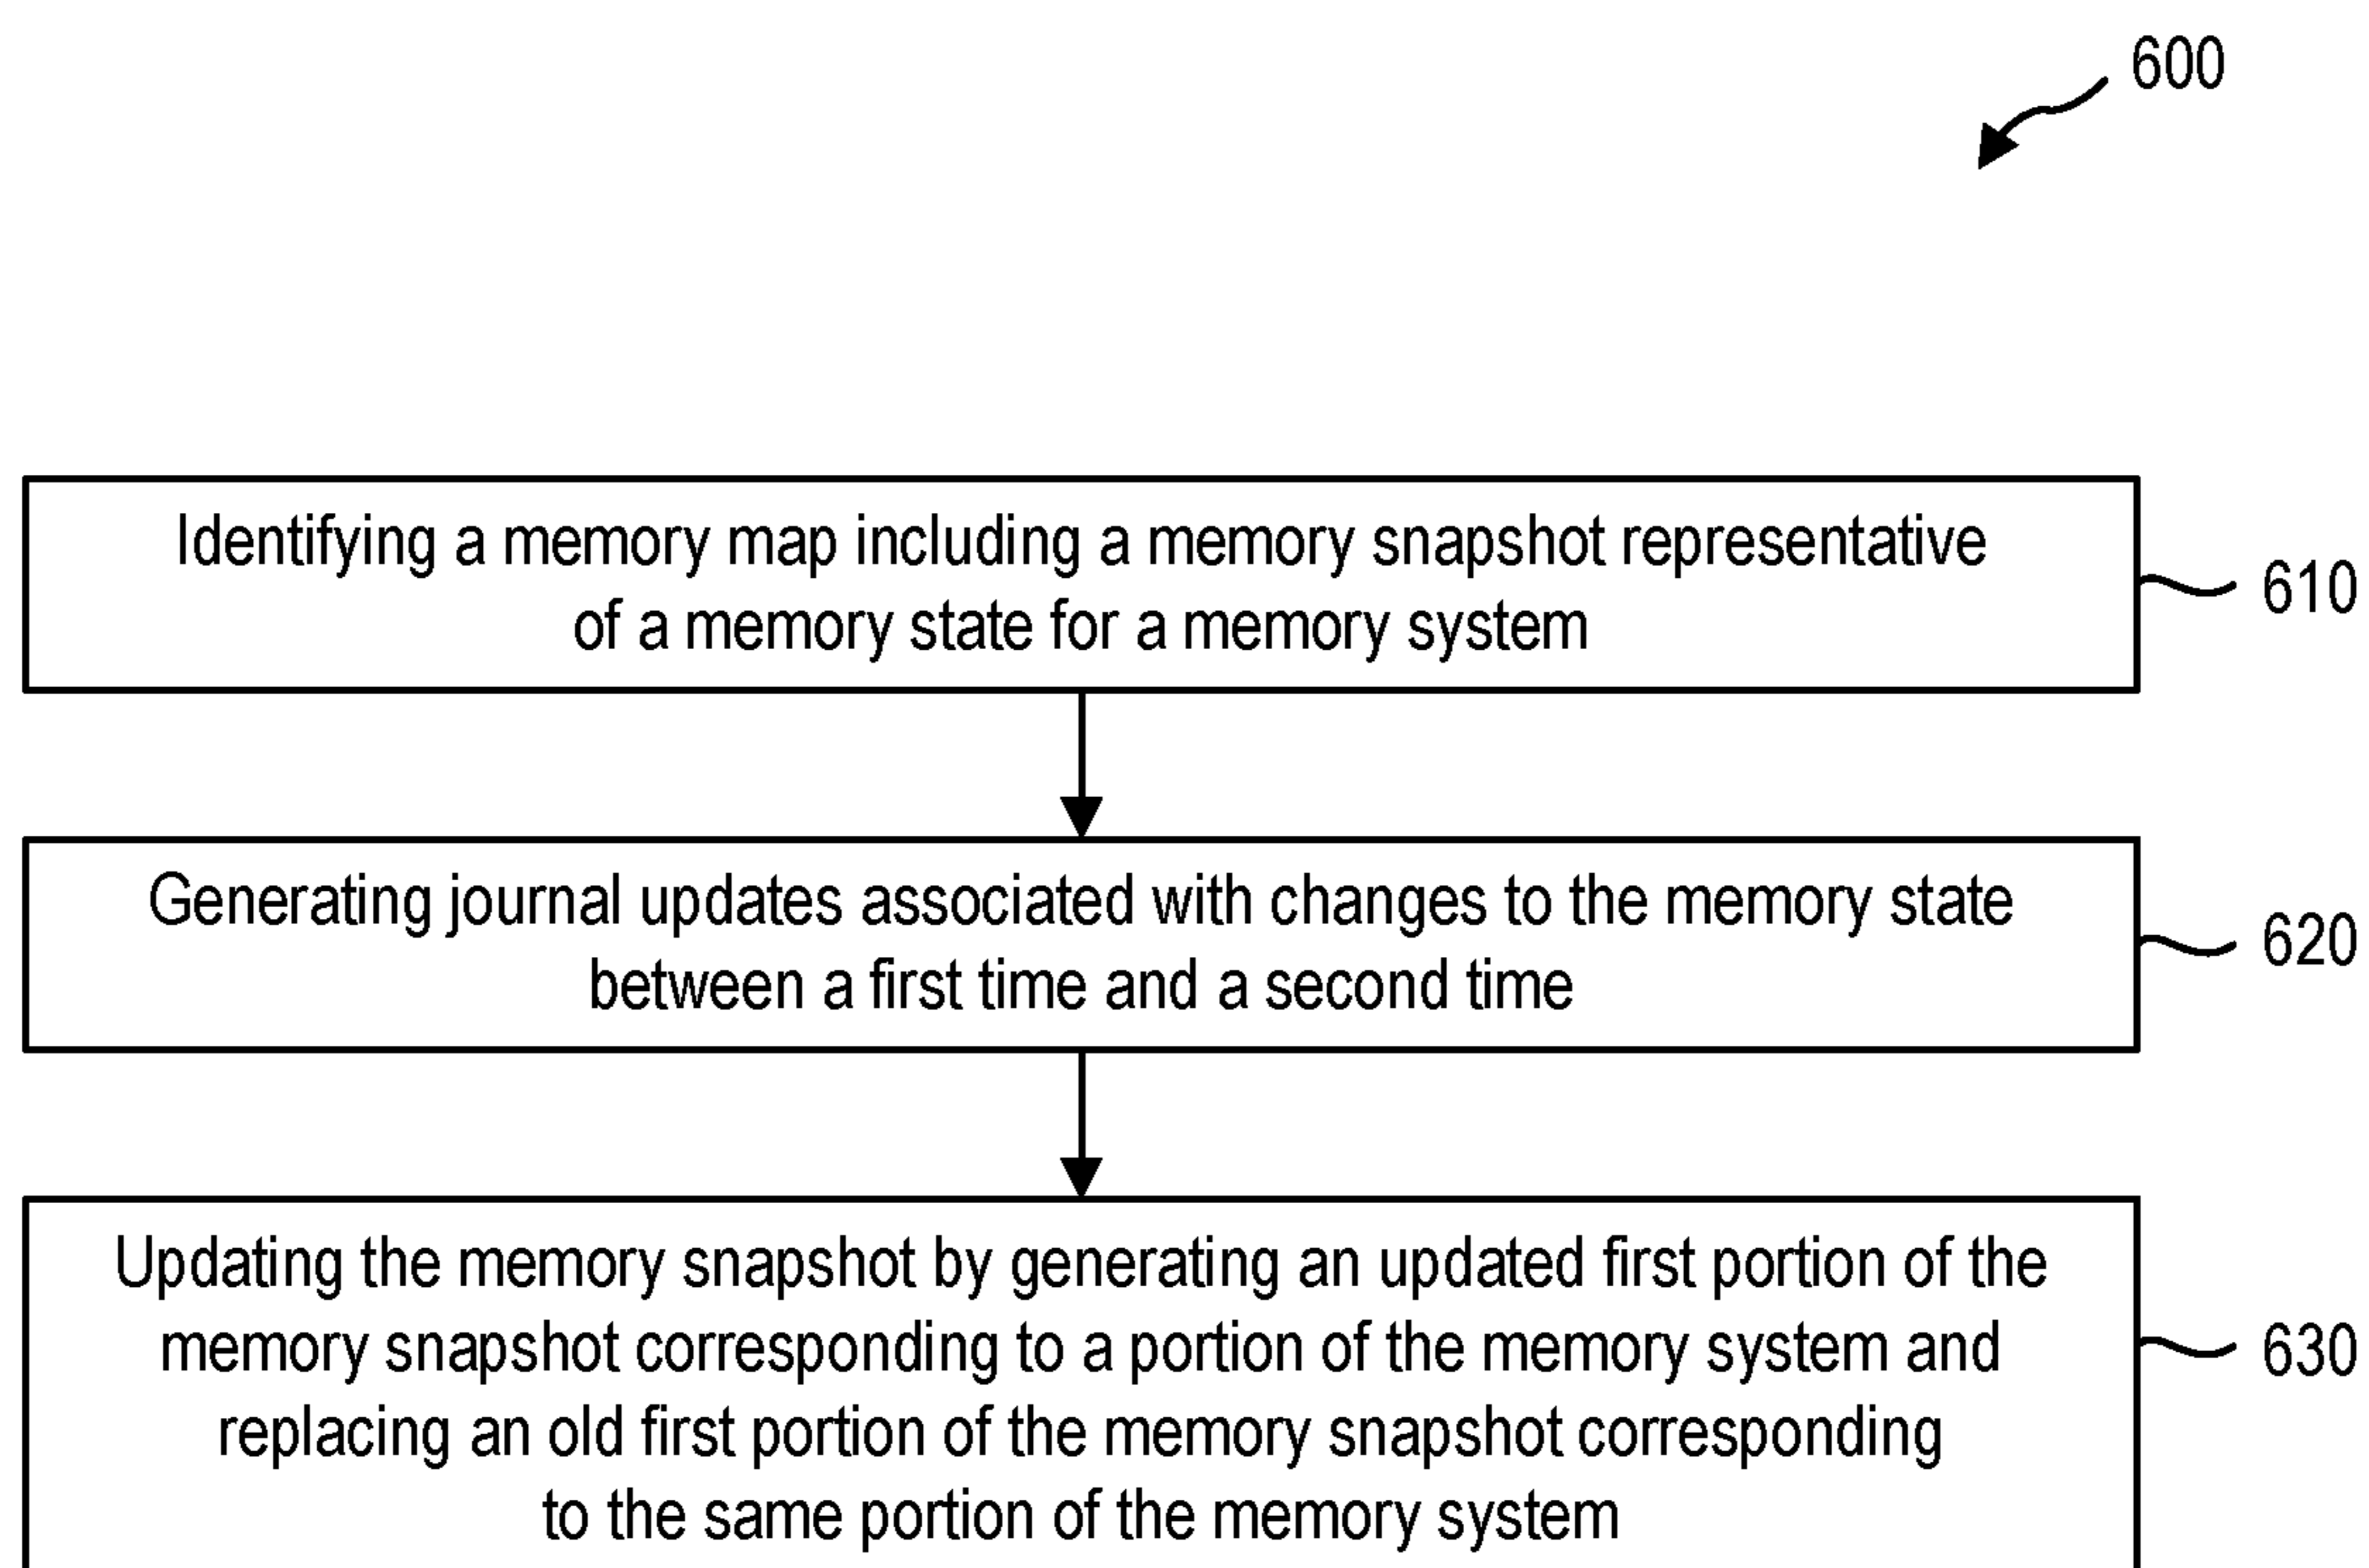 600
Identifying a memory map including a memory snapshot representative
of a memory state for a memory system
610
Generating journal updates associated with changes to the memory state
between a first time and a second time
620
Updating the memory snapshot by generating an updated first portion of the
memory snapshot corresponding to a portion of the memory system and
replacing an old first portion of the memory snapshot corresponding
to the same portion of the memory system
630